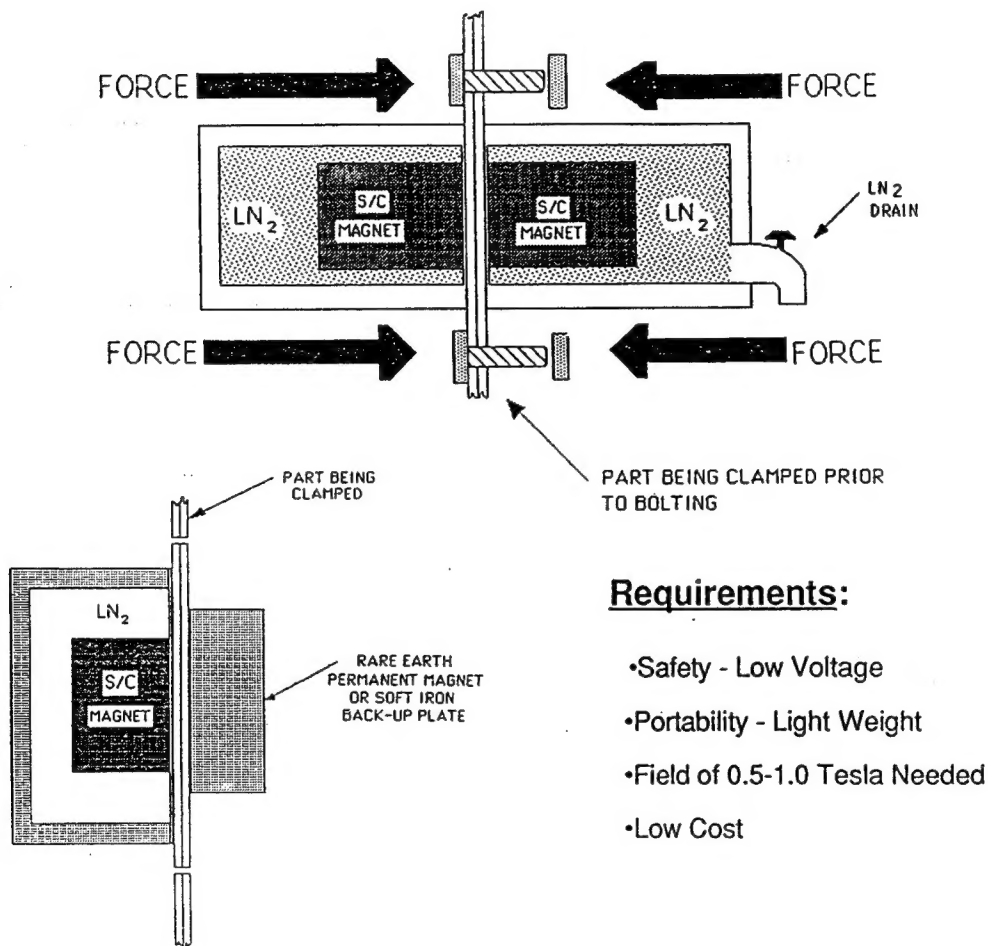 FORCE
FORCE
LN2
DRAIN
LN2
S/C
MAGNET
S/C
MAGNET
LN2
FORCE
FORCE
PART BEING
CLAMPED
PART BEING CLAMPED PRIOR
TO BOLTING
LN2
S/C
MAGNET
RARE EARTH
PERMANENT MAGNET
OR SOFT IRON
BACK-UP PLATE
Requirements:
•Safety - Low Voltage
•Portability - Light Weight
•Field of 0.5-1.0 Tesla Needed
•Low Cost